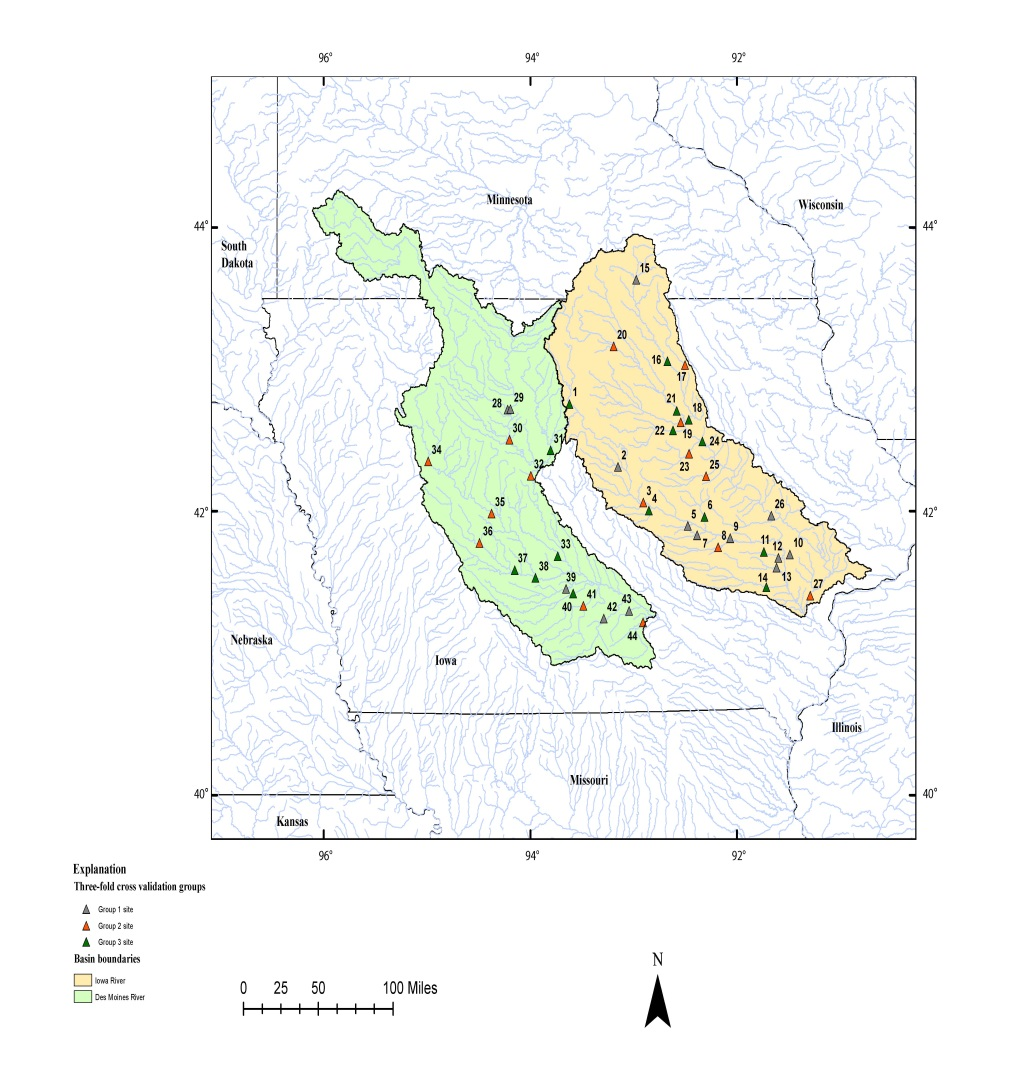 96° 94° 92°
Minnesota
Wisconsin
44° 44°
South
Dakota
15
20
16
17
1
21
18
28 29
22
19
24
30
31
23
25
34
32
2
3
4
26
42° 42°
35
5
6
9
7
8
36
33
11
12
10
37
38
14
13
39
27
40
41
42
43
44
Nebraska
Iowa
Illinois
Missouri
40° 40°
Kansas
96° 94° 92°
Explanation
Three-fold cross validation groups
Group 1 site
Group 2 site
Group 3 site
Basin boundaries
Iowa River
Des Moines River
0 25 50 100 Miles
N